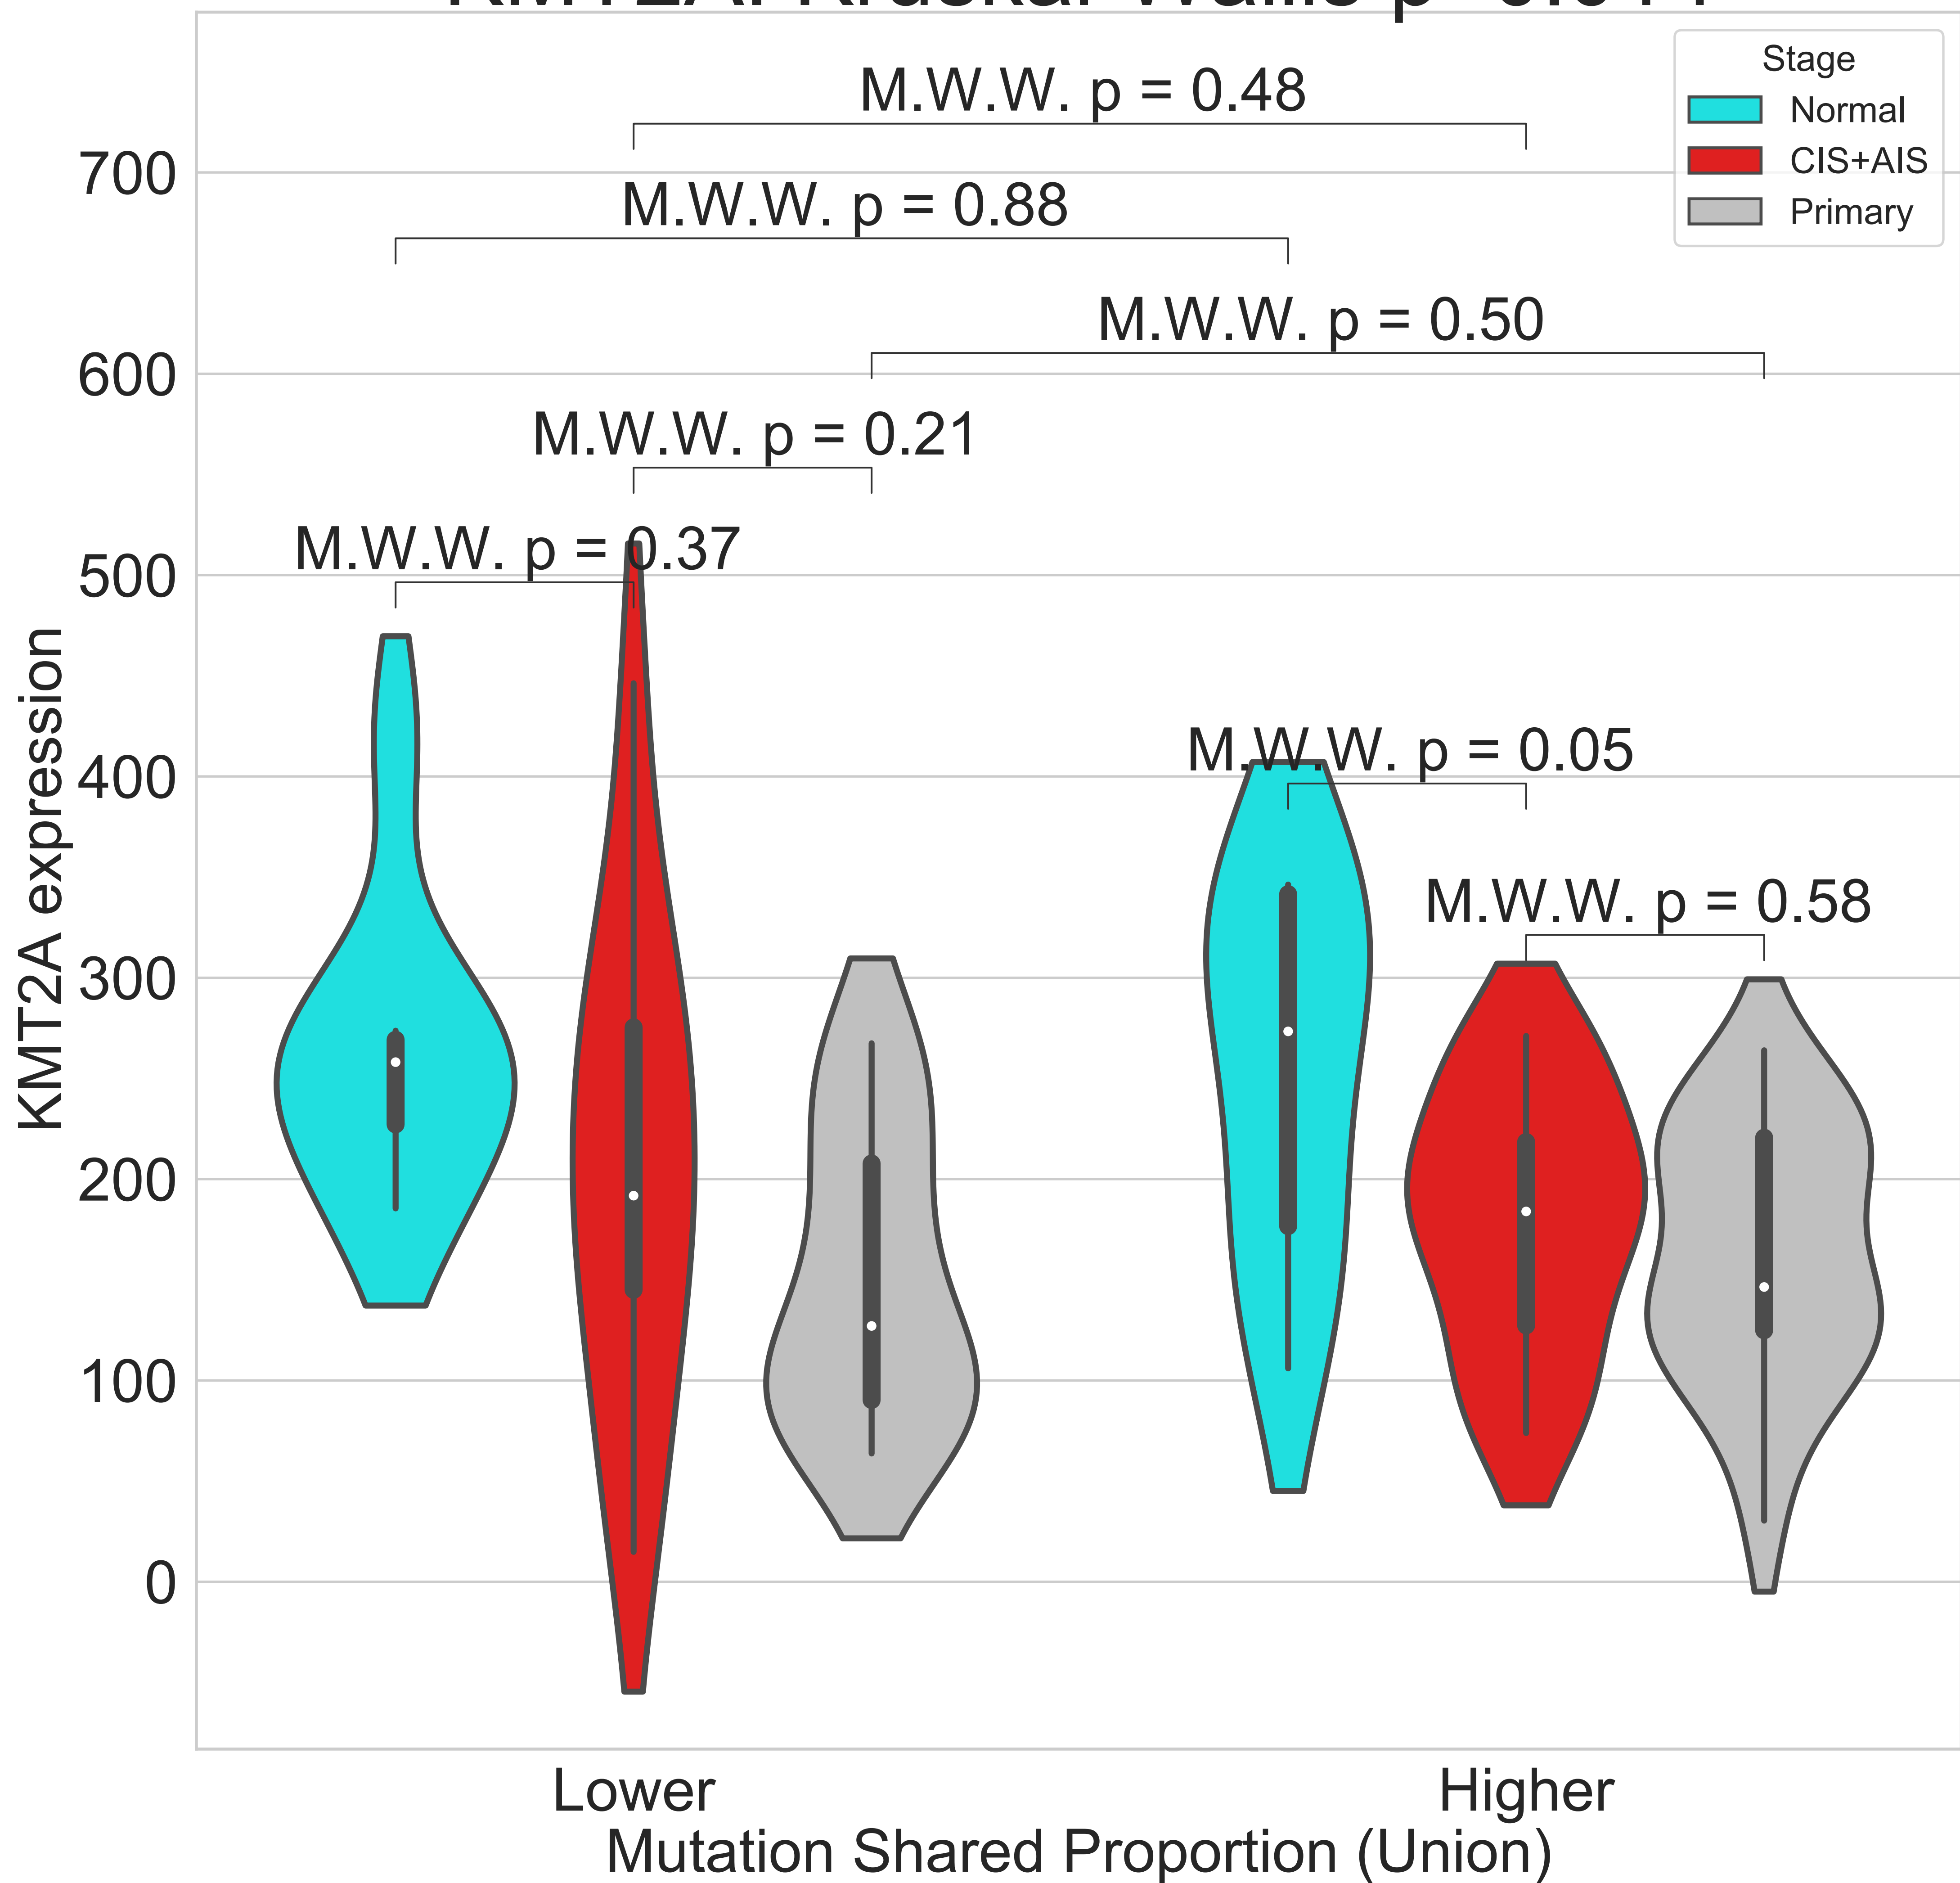 Stage
Normal
CIS+AIS
Primary
M.W.W. p = 0.48
M.W.W. p = 0.88
M.W.W. p = 0.50
M.W.W. p = 0.21
M.W.W. p = 0.37
M.W.W. p = 0.05
M.W.W. p = 0.58
700
600
500
400
300
200
100
0
KMT2A expression
Lower
Higher
Mutation Shared Proportion (Union)